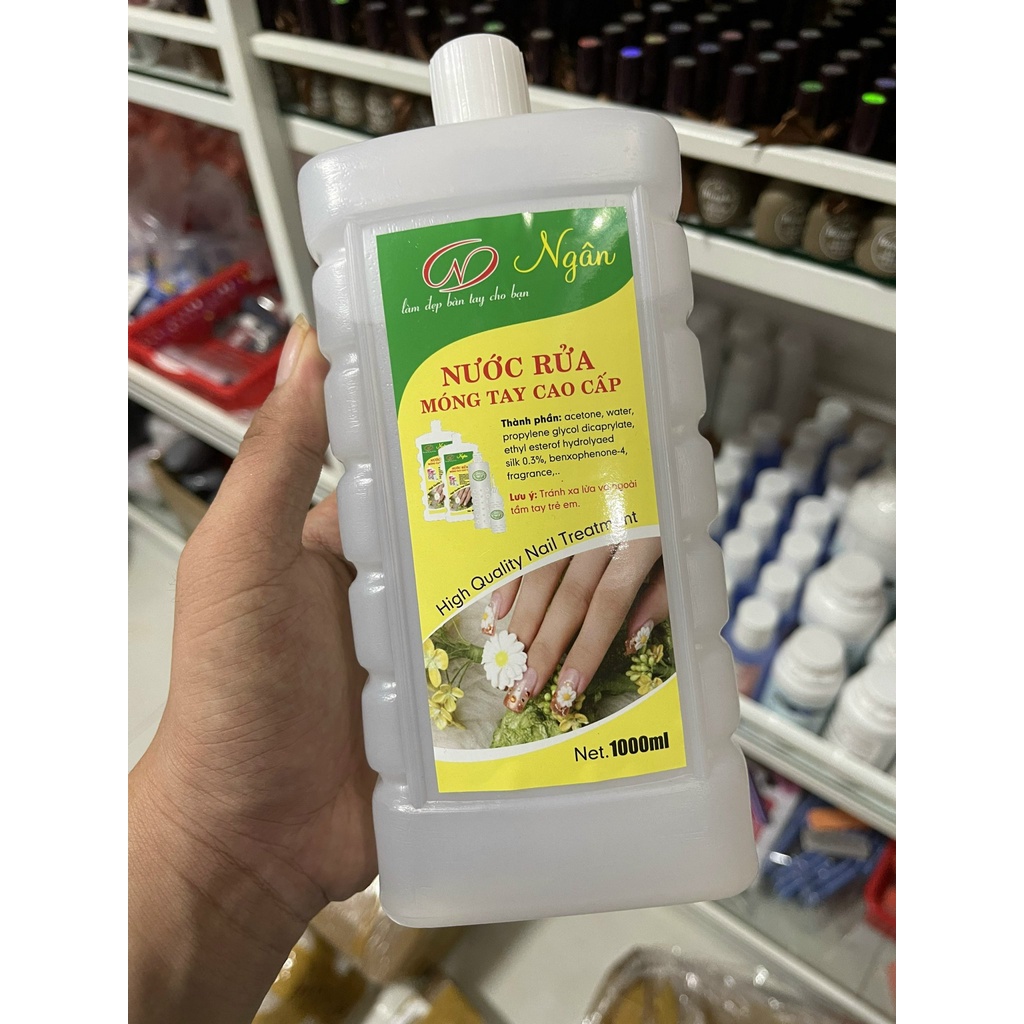 Ngân
làm đẹp bàn tay cho bạn
NƯỚC RỬA
MÓNG TAY CAO CẤP
Thành phần: acetone, water,
propylene glycol dicaprylate,
ethyl esterof hydrolyaed
silk 0.3%, benxophenone-4,
fragrance,..
Lưu ý: Tránh xa lửa và ngoài
tầm tay trẻ em.
High Quality Nail Treatment
Net.1000ml